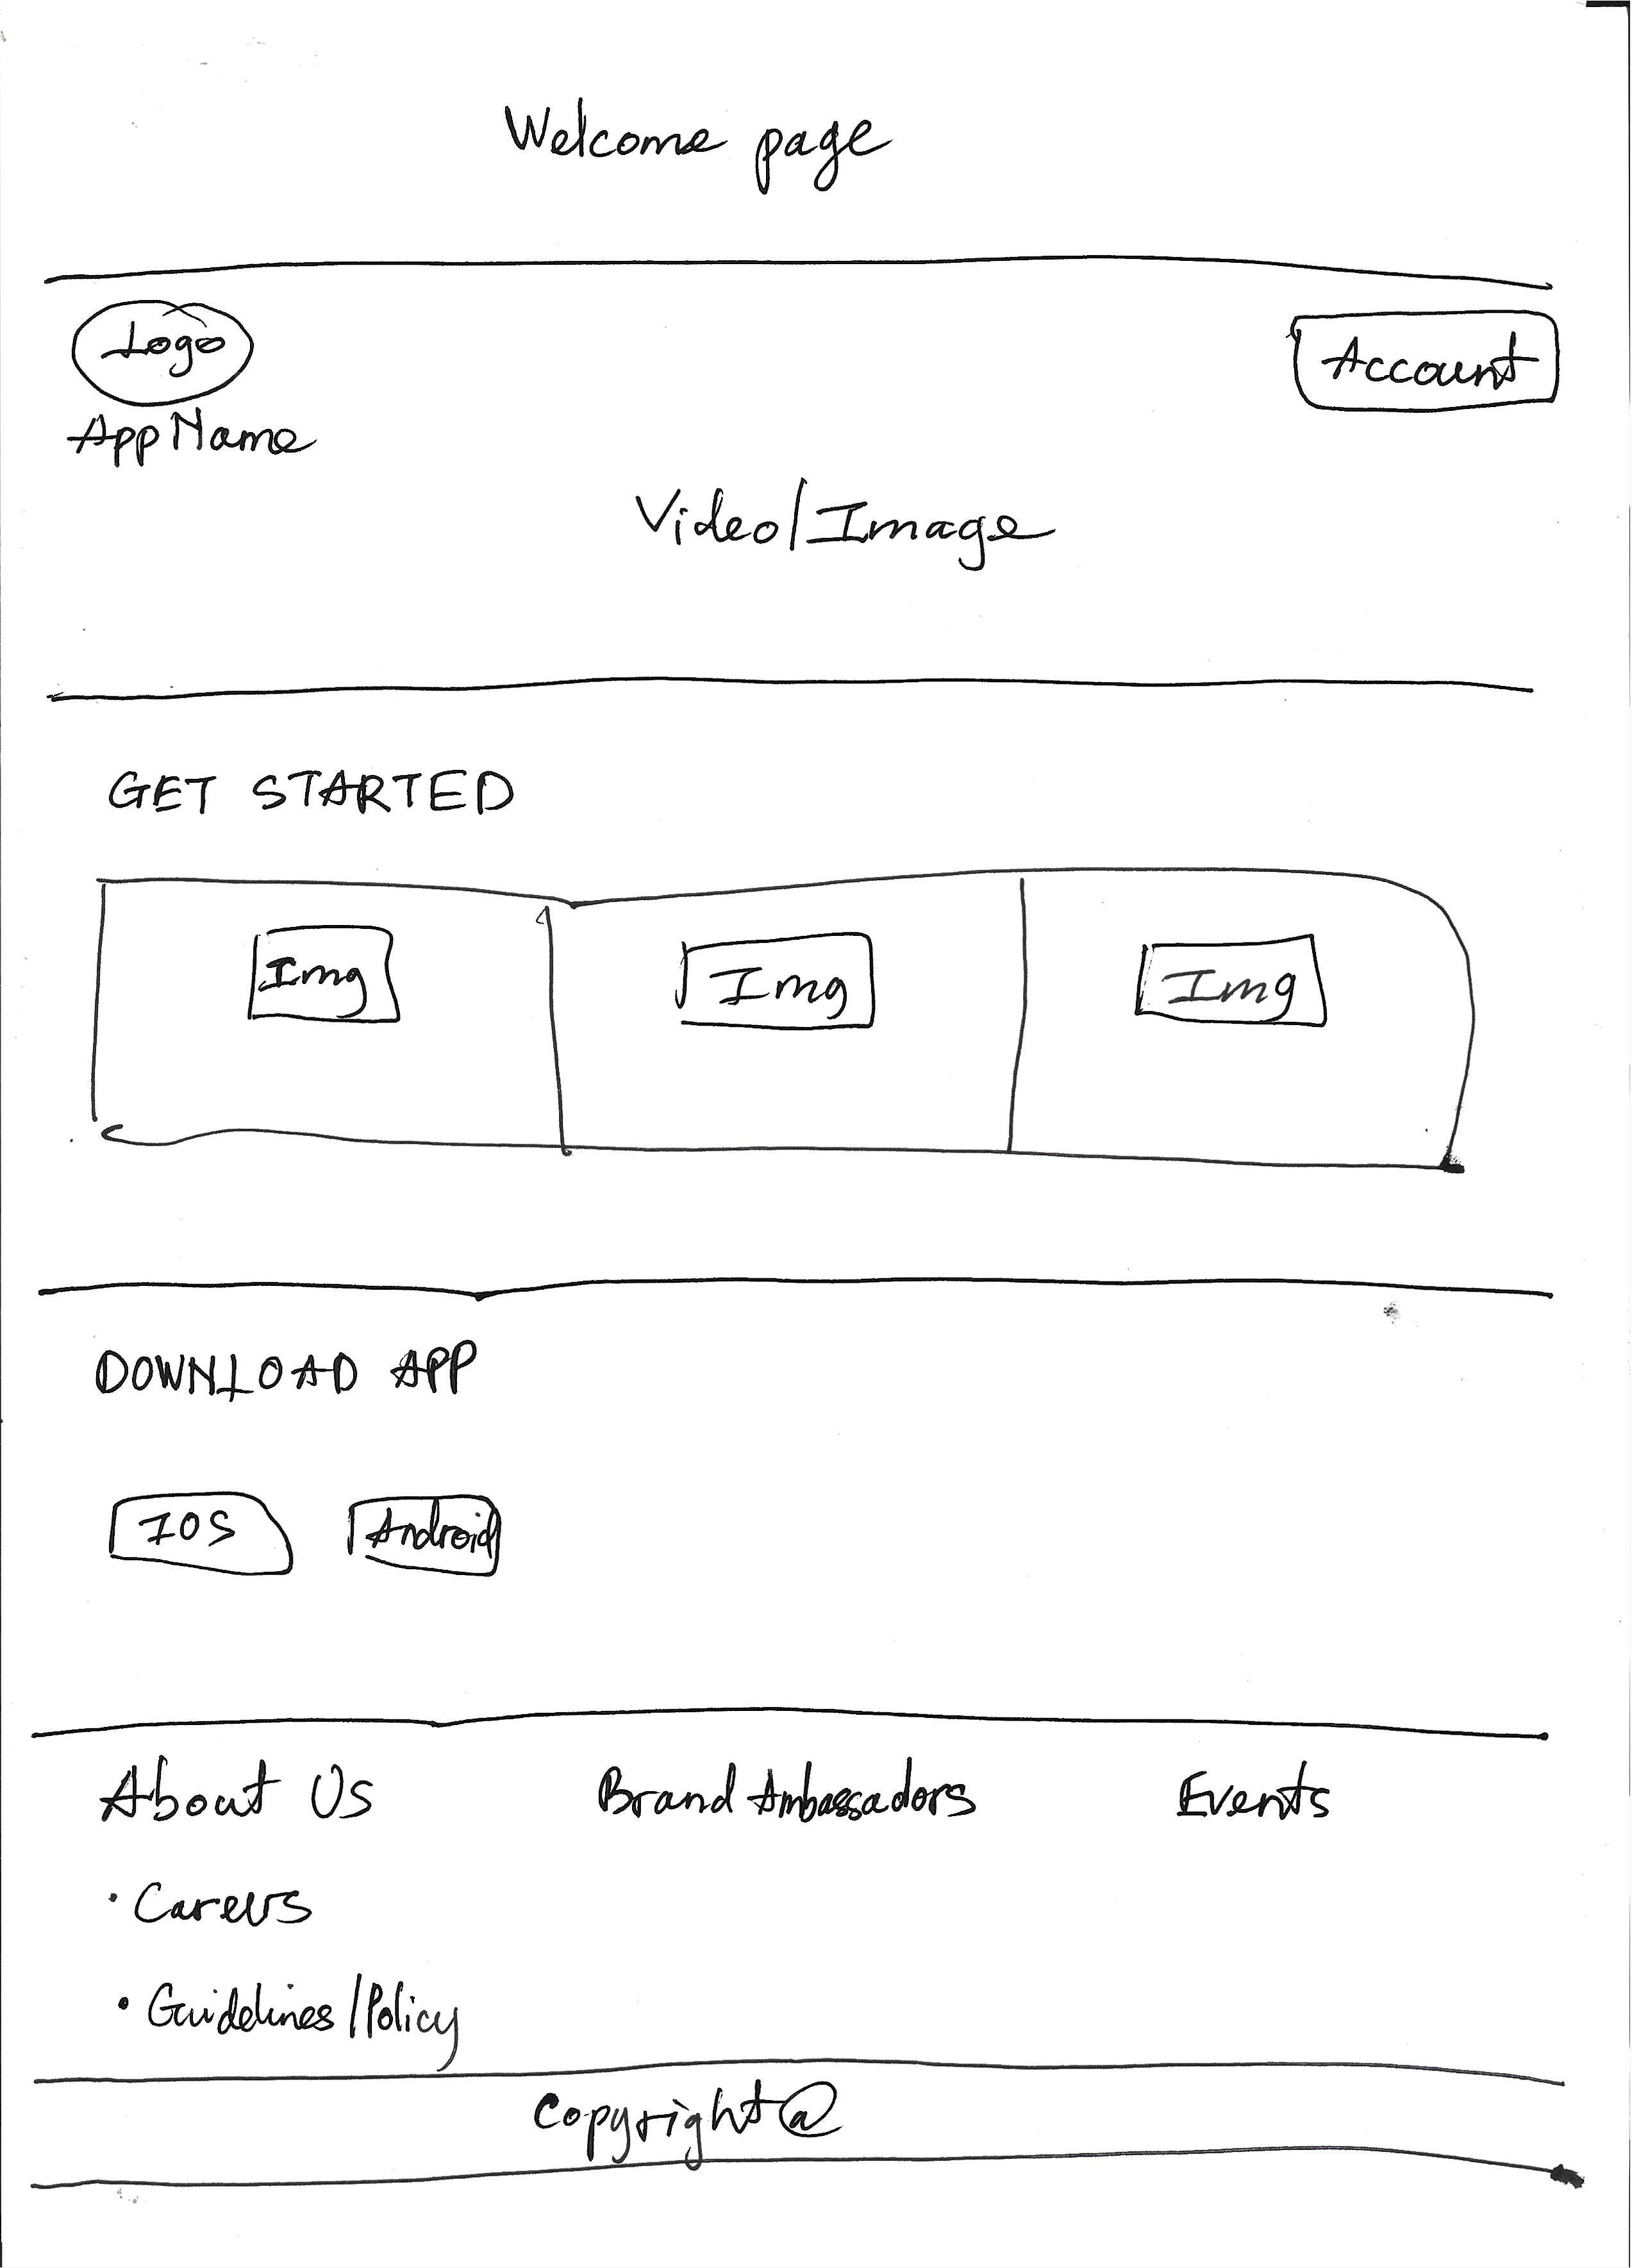 Welcome page
Logo
Account
App Name
Video/Image
GET STARTED
Img Img Img
DOWNLOAD APP
IOS Android
About Us Brand Ambassadors Events
• Careers
• Guidelines/Policy
Copyright@